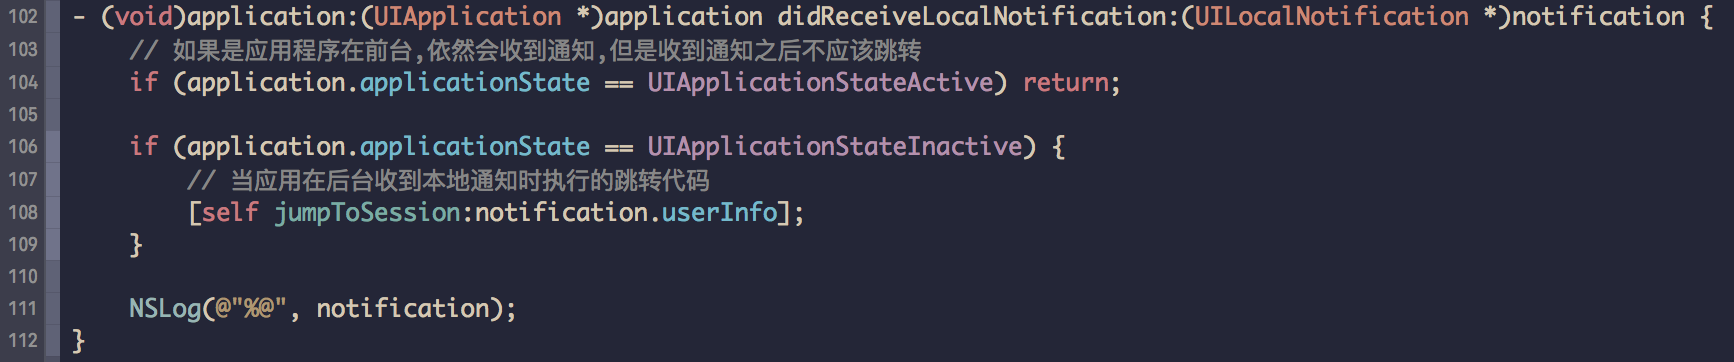 102 - (void)application:(UIApplication *)application didReceiveLocalNotification:(UILocalNotification *)notification {
103     // 如果是应用程序在前台,依然会收到通知,但是收到通知之后不应该跳转
104     if (application.applicationState == UIApplicationStateActive) return;
105
106     if (application.applicationState == UIApplicationStateInactive) {
107         // 当应用在后台收到本地通知时执行的跳转代码
108         [self jumpToSession:notification.userInfo];
109     }
110
111     NSLog(@"%@", notification);
112 }